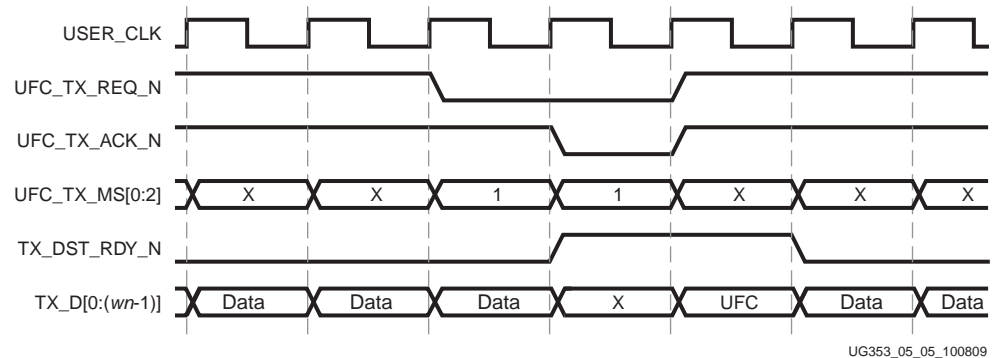 USER_CLK
UFC_TX_REQ_N
UFC_TX_ACK_N
UFC_TX_MS[0:2] X X 1 1 X X X
TX_DST_RDY_N
TX_D[0:(wn-1)] Data Data Data X UFC Data Data
UG353_05_05_100809